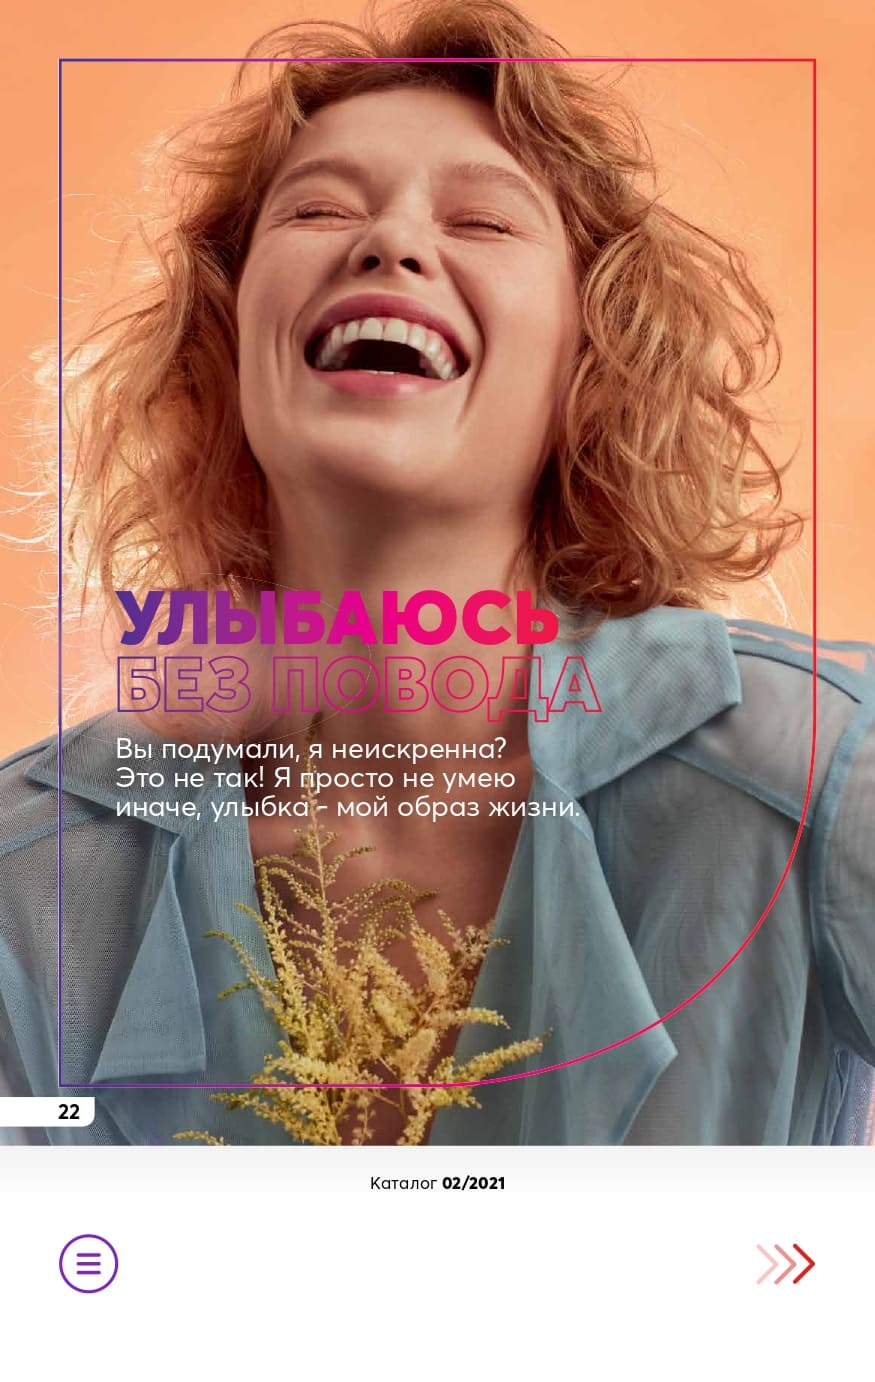 УЛЫБАЮСЬ
БЕЗ ПОВОДА
Вы подумали, я неискренна?
Это не так! Я просто не умею
иначе, улыбка - мой образ жизни.
22
Каталог 02/2021